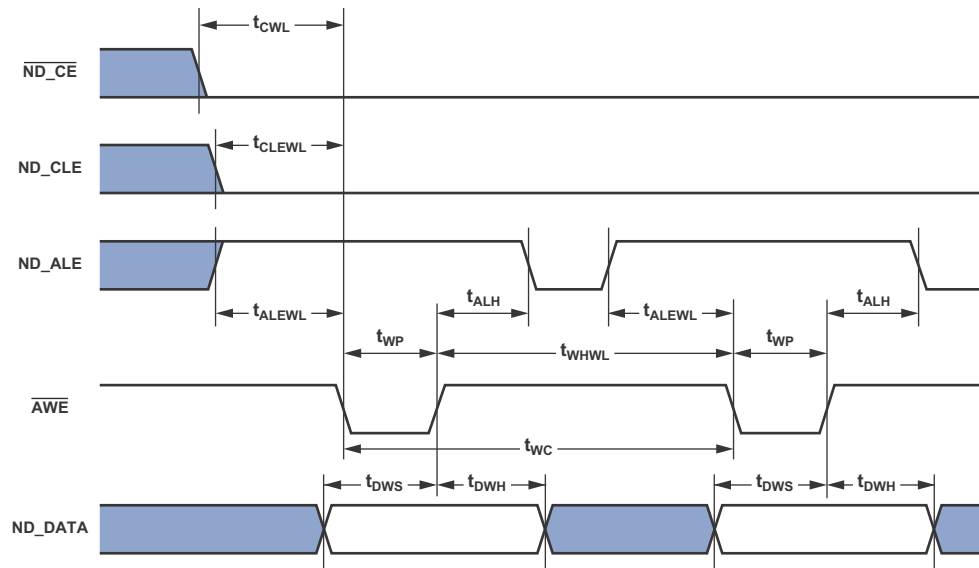 tCWL
ND_CE
tCLEWL
ND_CLE
ND_ALE
tALEWL
tALH
tALEWL
tALH
tWP
tWHWL
tWP
AWE
tWC
tDWS
tDWH
tDWS
tDWH
ND_DATA